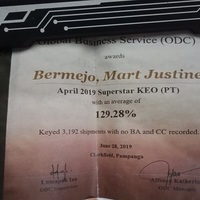 Global Business Service (ODC)
awards
Bermejo, Mart Justine
April 2019 Superstar KEO (PT)
with an average of
129.28%
Keyed 3,192 shipments with no BA and CC recorded.
June 28, 2019
Pampanga